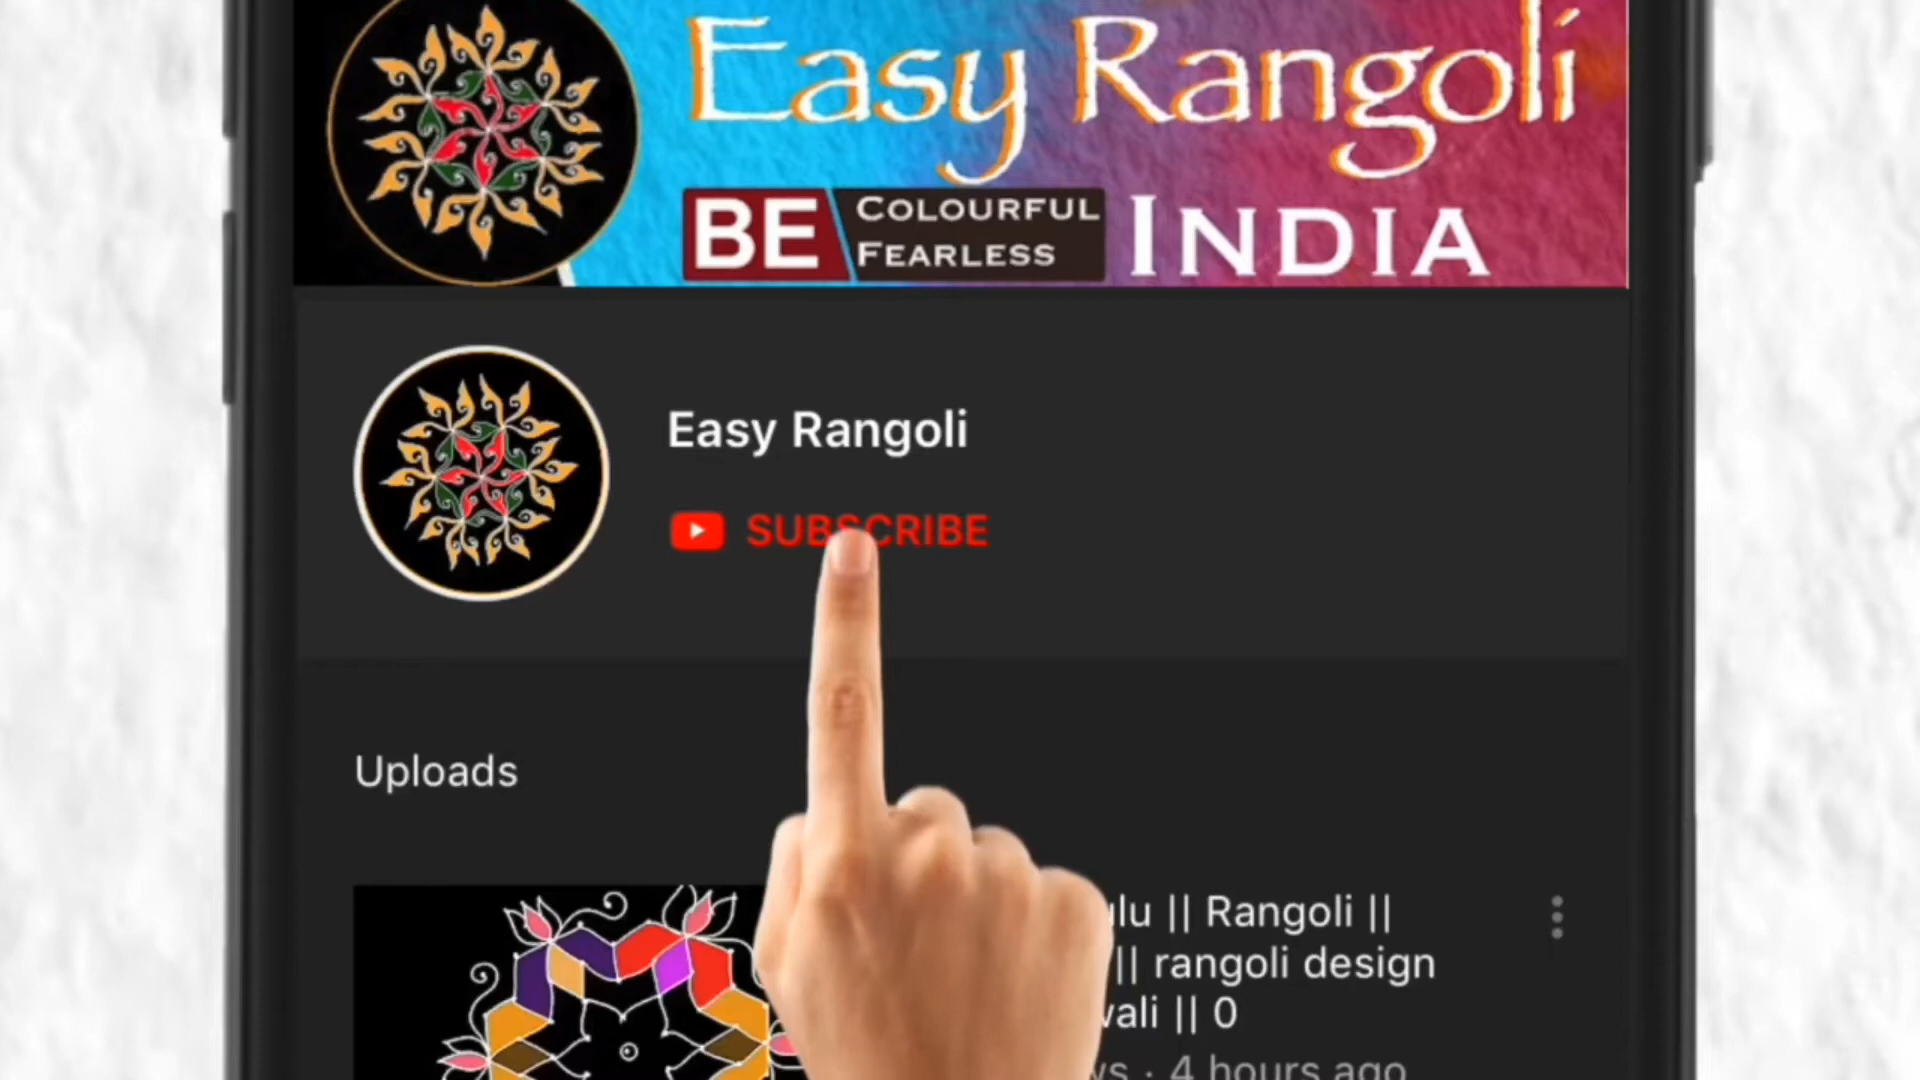 Easy Rangoli
BE COLOURFUL FEARLESS INDIA
Easy Rangoli
SUBSCRIBE
Uploads
|| Rangoli ||
|| rangoli design
|| 0
4 hours ago